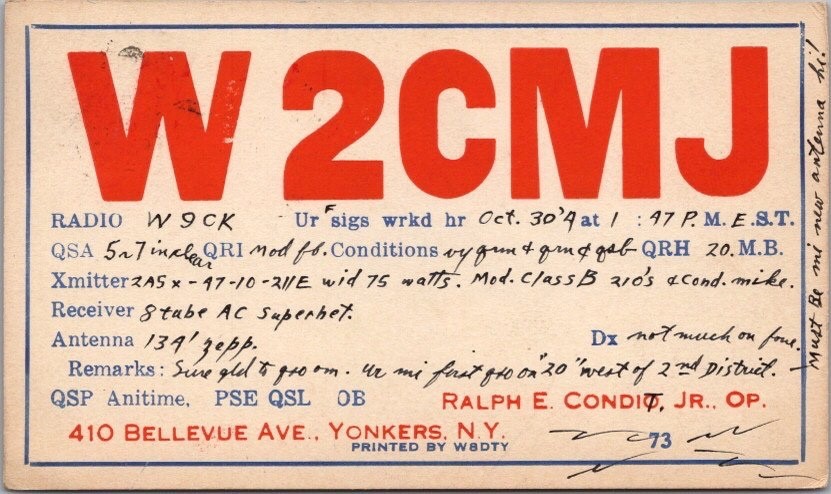 W2CMJ
RADIO W9CK Ur F sigs wrkd hr Oct. 30 at 1 : 47 P. M. E.S.T.
QSA 5 r7 in clear QRI Mod fb. Conditions vy qrm + qrn & qsb QRH 20. M.B.
Xmitter 2A5 x - 47 - 10 - 211E wid 75 watts. Mod. Class B 210's & Cond. mike.
Receiver 8 tube AC Superhet.
Antenna 134' zepp. Dx not much on fone.
Remarks: Sure gld to qso om. Ur mi first qso on "20" west of 2nd District. —
Must Be mi new antenna hi!
QSP Anitime, PSE QSL OB RALPH E. CONDIT, JR., OP.
410 BELLEVUE AVE., YONKERS, N.Y. 73
PRINTED BY W8DTY